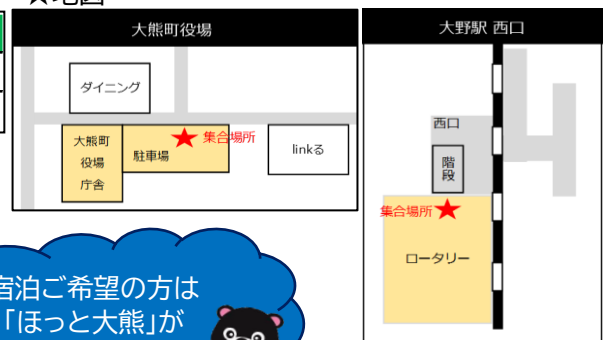 ★地図
大熊町役場
ダイニング
大熊町
役場
庁舎
駐車場
集合場所
linkる
大野駅 西口
西口
階段
集合場所
ロータリー
宿泊ご希望の方は
「ほっと大熊」が